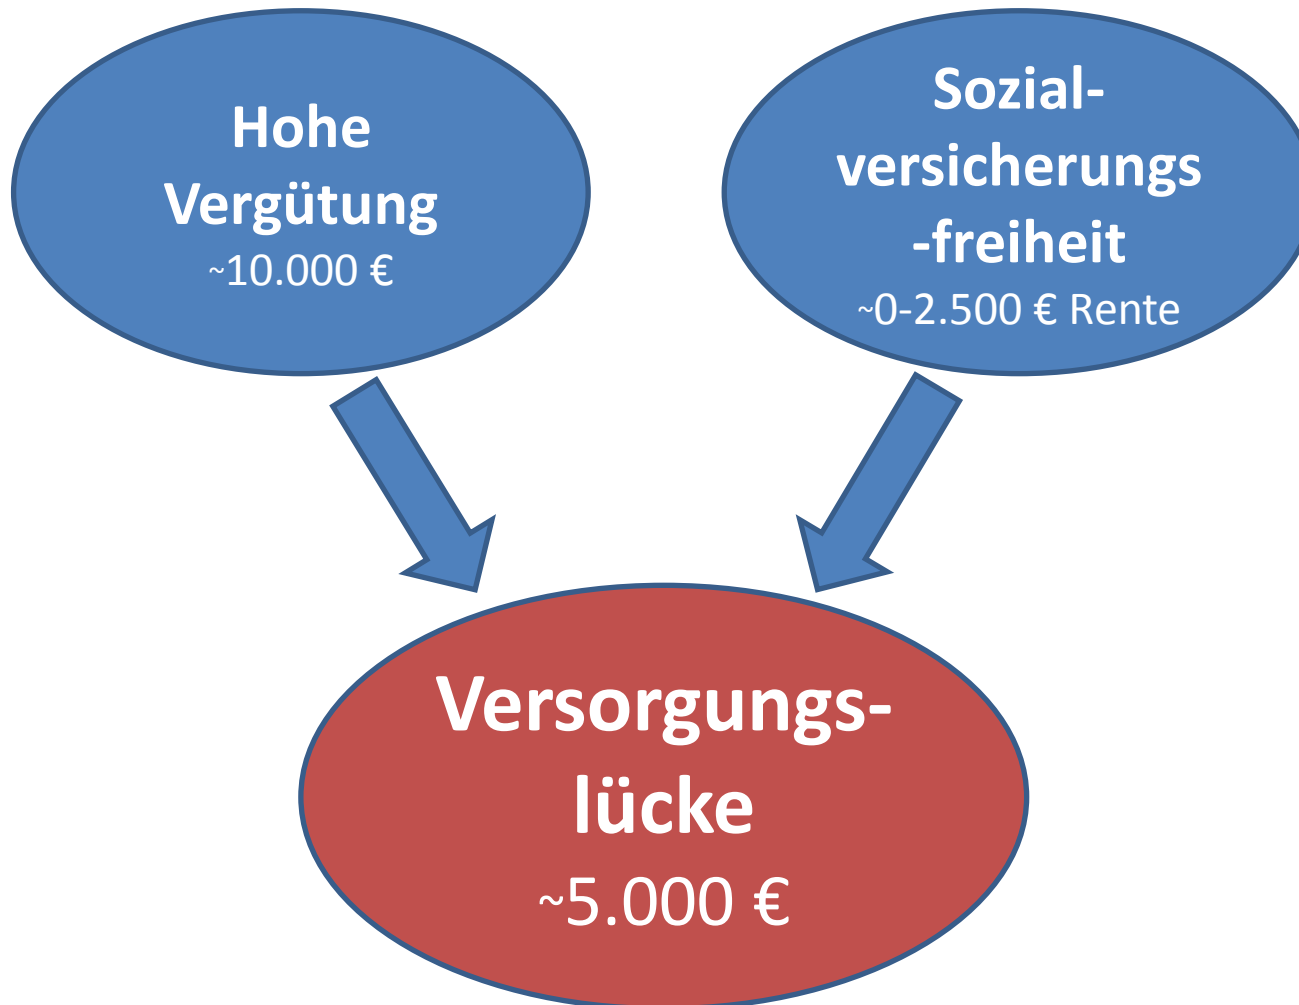 Hohe
Vergütung
~10.000 €
Sozial-
versicherungs
-freiheit
~0-2.500 € Rente
Versorgungs-
lücke
~5.000 €